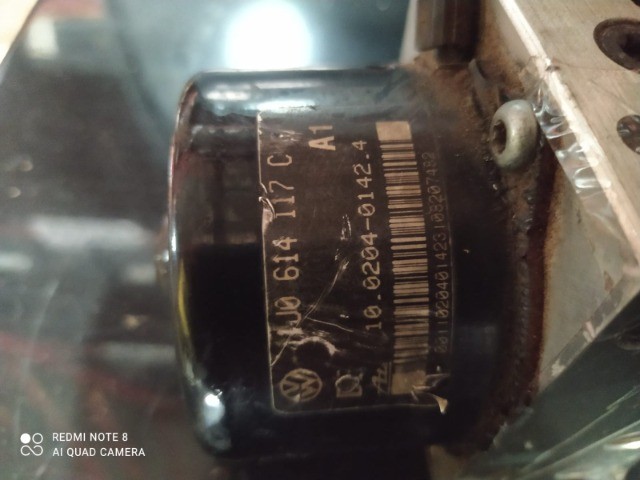 1J0 614 117 C
A1
10.0204-0142.4
REDMI NOTE 8
AI QUAD CAMERA